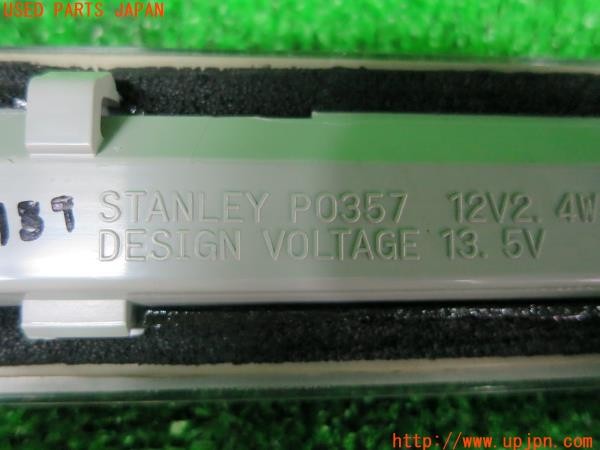 USED PARTS JAPAN
STANLEY P0357 12V2.4W
DESIGN VOLTAGE 13.5V
http://www.upjpn.com/